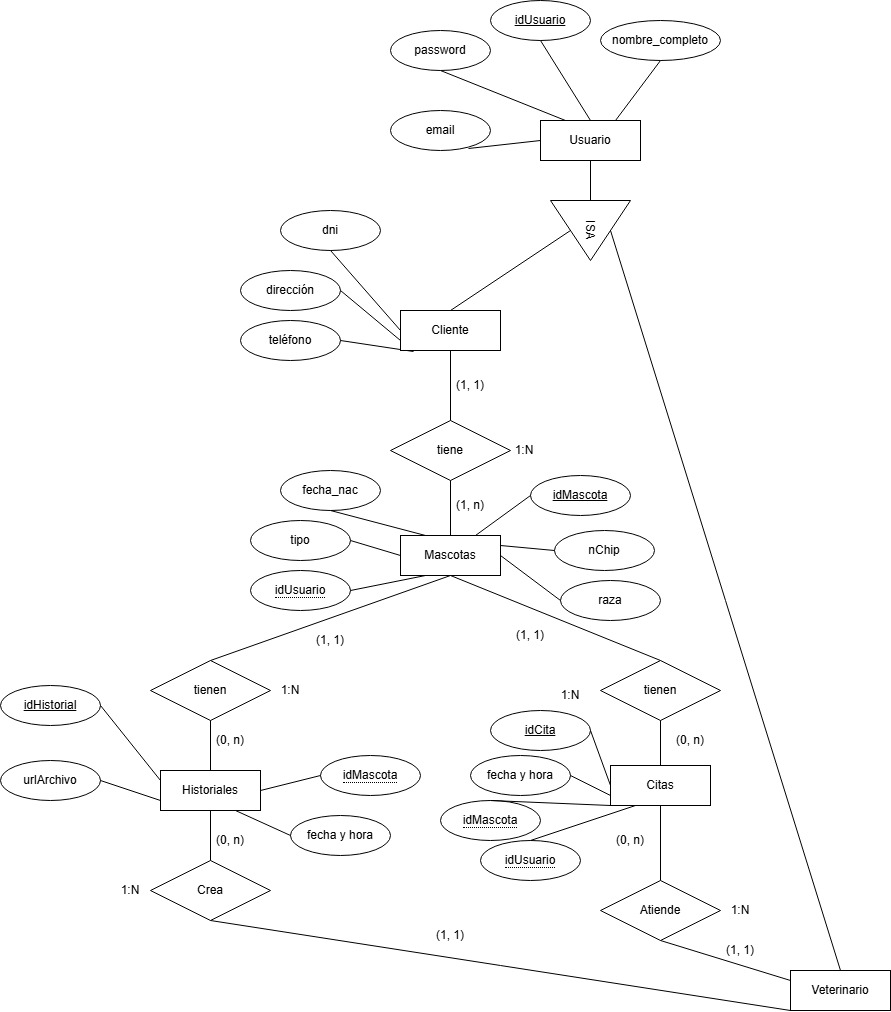 idUsuario
nombre_completo
password
email
Usuario
ISA
dni
dirección
teléfono
Cliente
(1, 1)
tiene
1:N
fecha_nac
(1, n)
idMascota
tipo
Mascotas
nChip
idUsuario
raza
(1, 1)
(1, 1)
tienen
1:N
1:N
tienen
idHistorial
idCita
(0, n)
(0, n)
urlArchivo
Historiales
idMascota
fecha y hora
Citas
fecha y hora
idMascota
(0, n)
(0, n)
idUsuario
1:N
Crea
Atiende
1:N
(1, 1)
(1, 1)
Veterinario